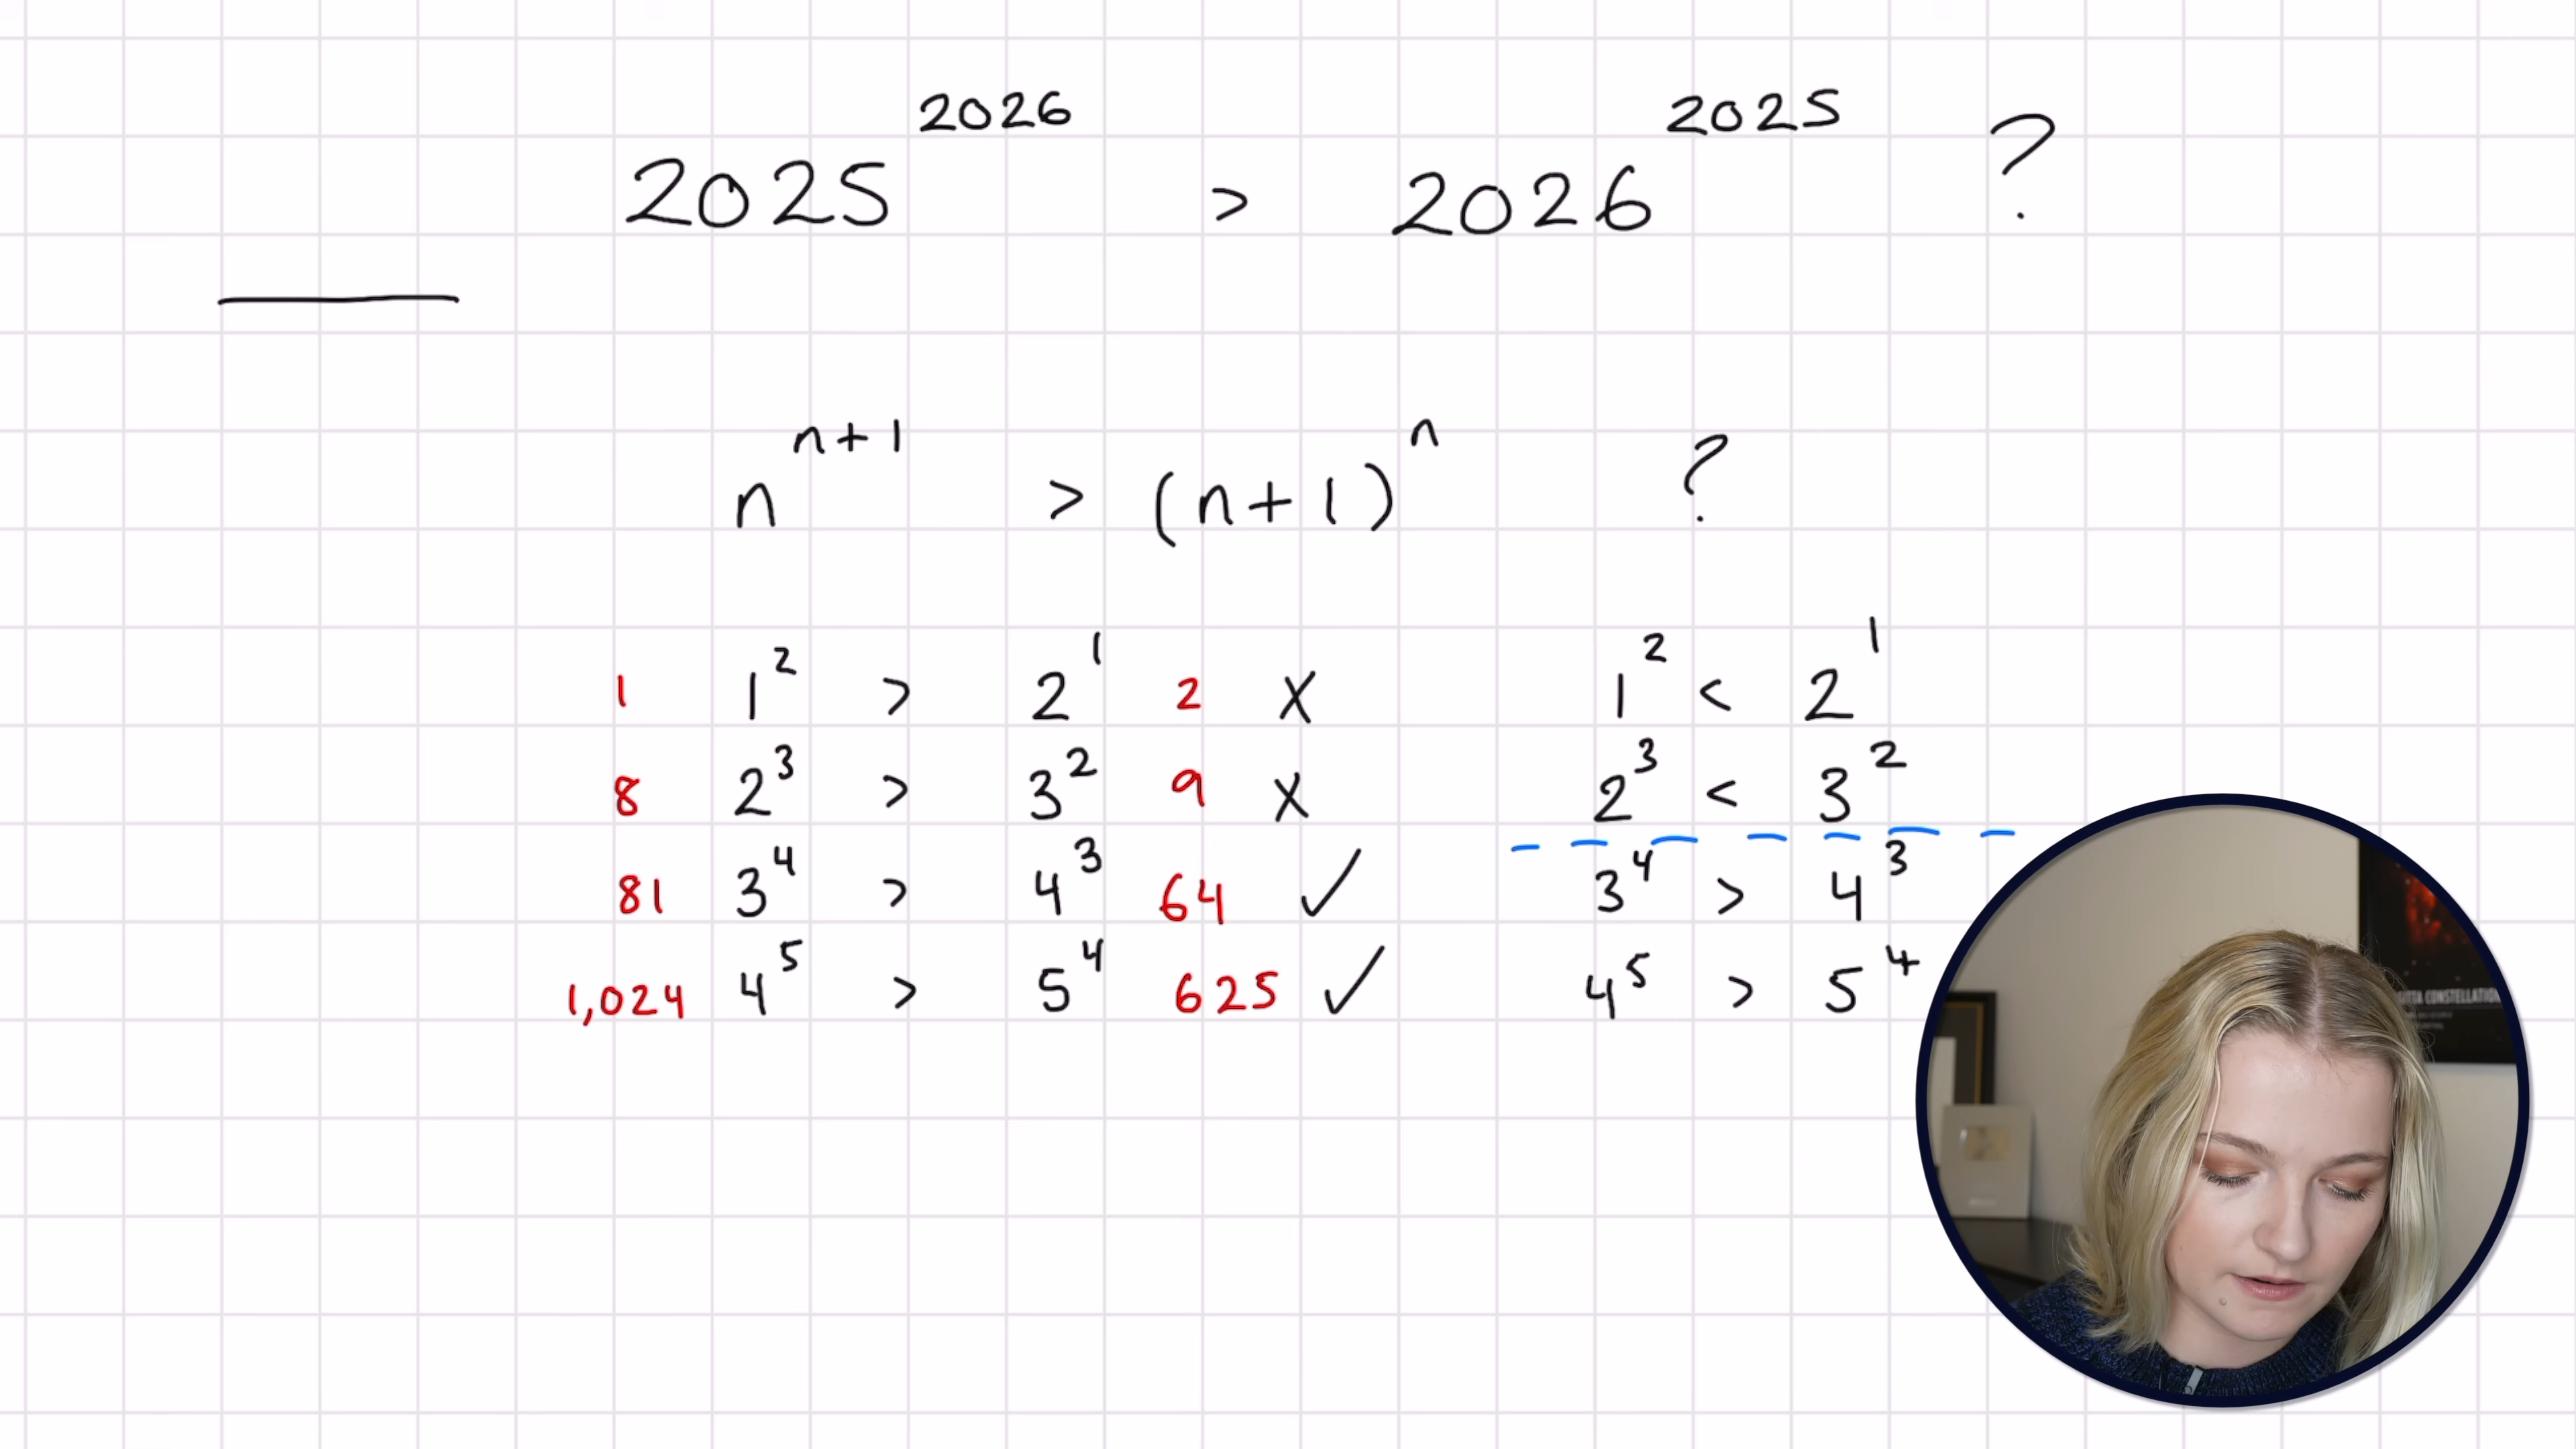 2025^2026 > 2026^2025 ?
n^n+1 > (n+1)^n ?
1 1^2 > 2^1 2 X 1^2 < 2^1
8 2^3 > 3^2 9 X 2^3 < 3^2
81 3^4 > 4^3 64 ✓ 3^4 > 4^3
1,024 4^5 > 5^4 625 ✓ 4^5 > 5^4
CONSTELLATION